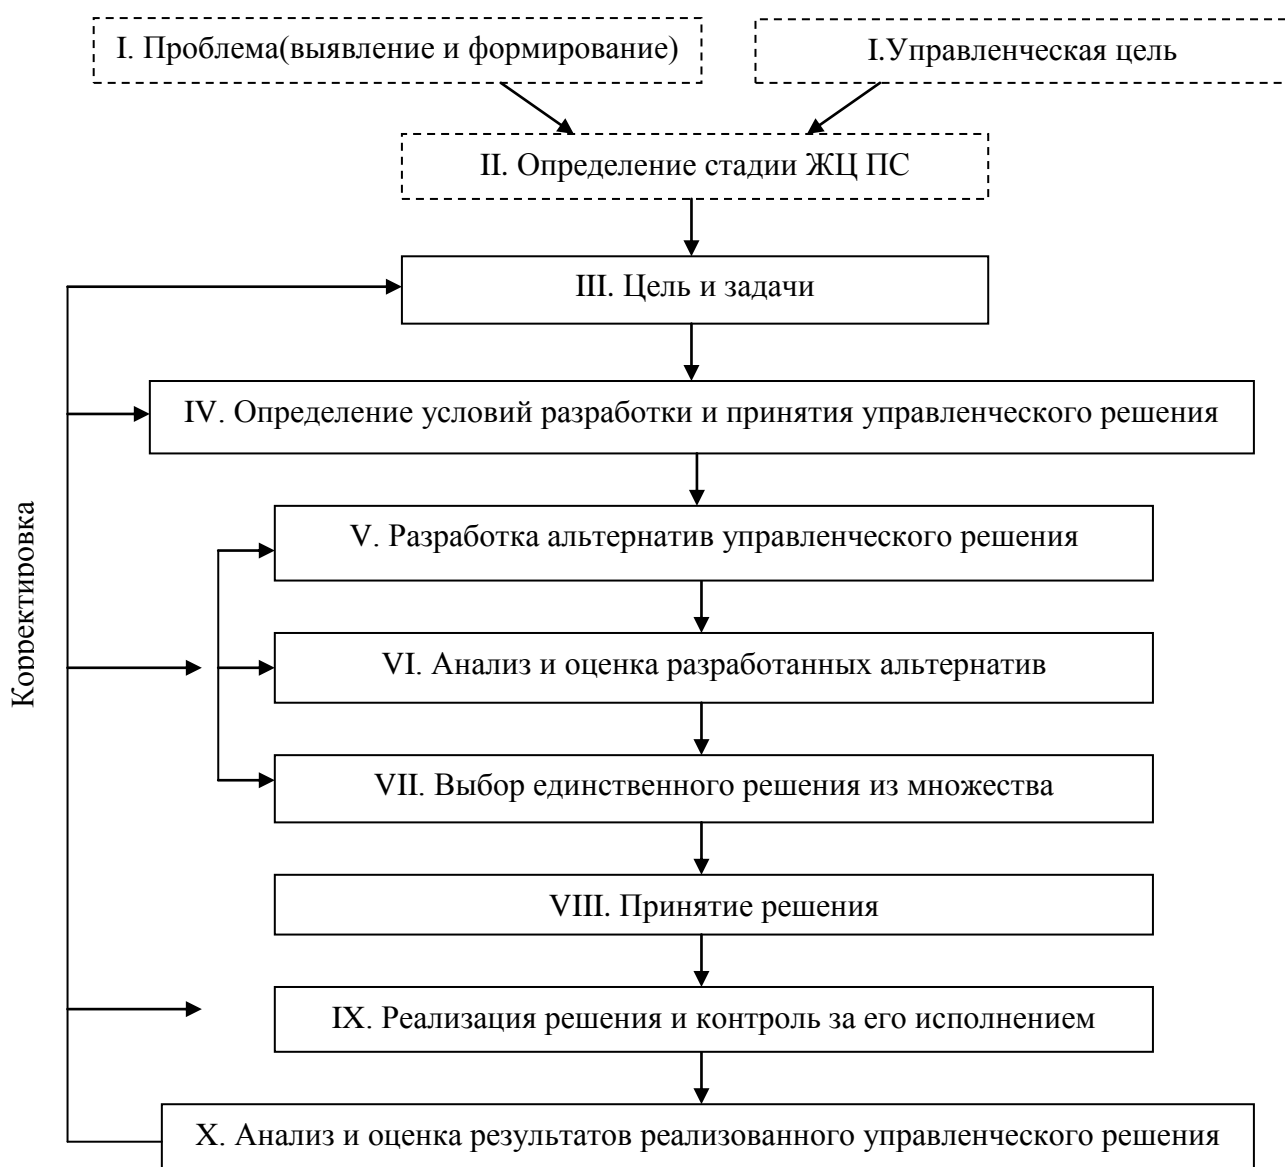 I. Проблема(выявление и формирование)
I.Управленческая цель
II. Определение стадии ЖЦ ПС
III. Цель и задачи
IV. Определение условий разработки и принятия управленческого решения
V. Разработка альтернатив управленческого решения
VI. Анализ и оценка разработанных альтернатив
VII. Выбор единственного решения из множества
VIII. Принятие решения
IX. Реализация решения и контроль за его исполнением
X. Анализ и оценка результатов реализованного управленческого решения
Корректировка